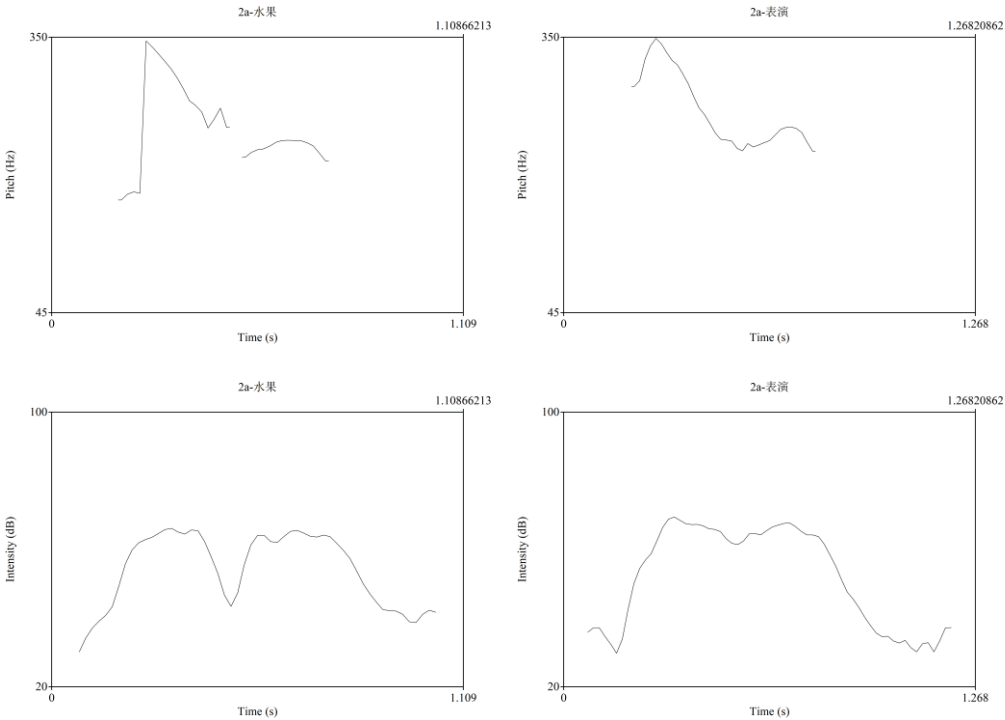 2a-水果
1.10866213
350
Pitch (Hz)
45
0
1.109
Time (s)
2a-表演
1.26820862
350
Pitch (Hz)
45
0
1.268
Time (s)
2a-水果
1.10866213
100
Intensity (dB)
20
0
1.109
Time (s)
2a-表演
1.26820862
100
Intensity (dB)
20
0
1.268
Time (s)